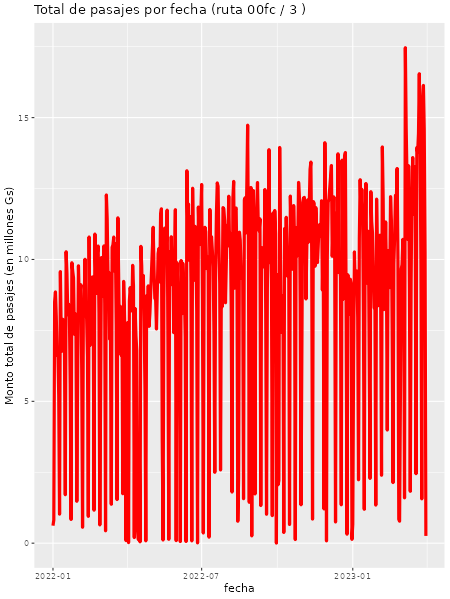 Total de pasajes por fecha (ruta 00fc / 3 )
Monto total de pasajes (en millones Gs)
15
10
5
0
2022-01
2022-07
2023-01
fecha